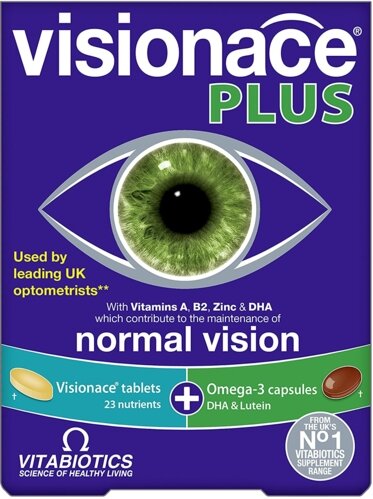 visionace®
PLUS
Used by
leading UK
optometrists**
With Vitamins A, B2, Zinc & DHA
which contribute to the maintenance of
normal vision
Visionace® tablets
23 nutrients
†
+
Omega-3 capsules
DHA & Lutein
†
VITABIOTICS
SCIENCE OF HEALTHY LIVING
FROM
THE UK'S
Nº1
VITABIOTICS
SUPPLEMENT
RANGE